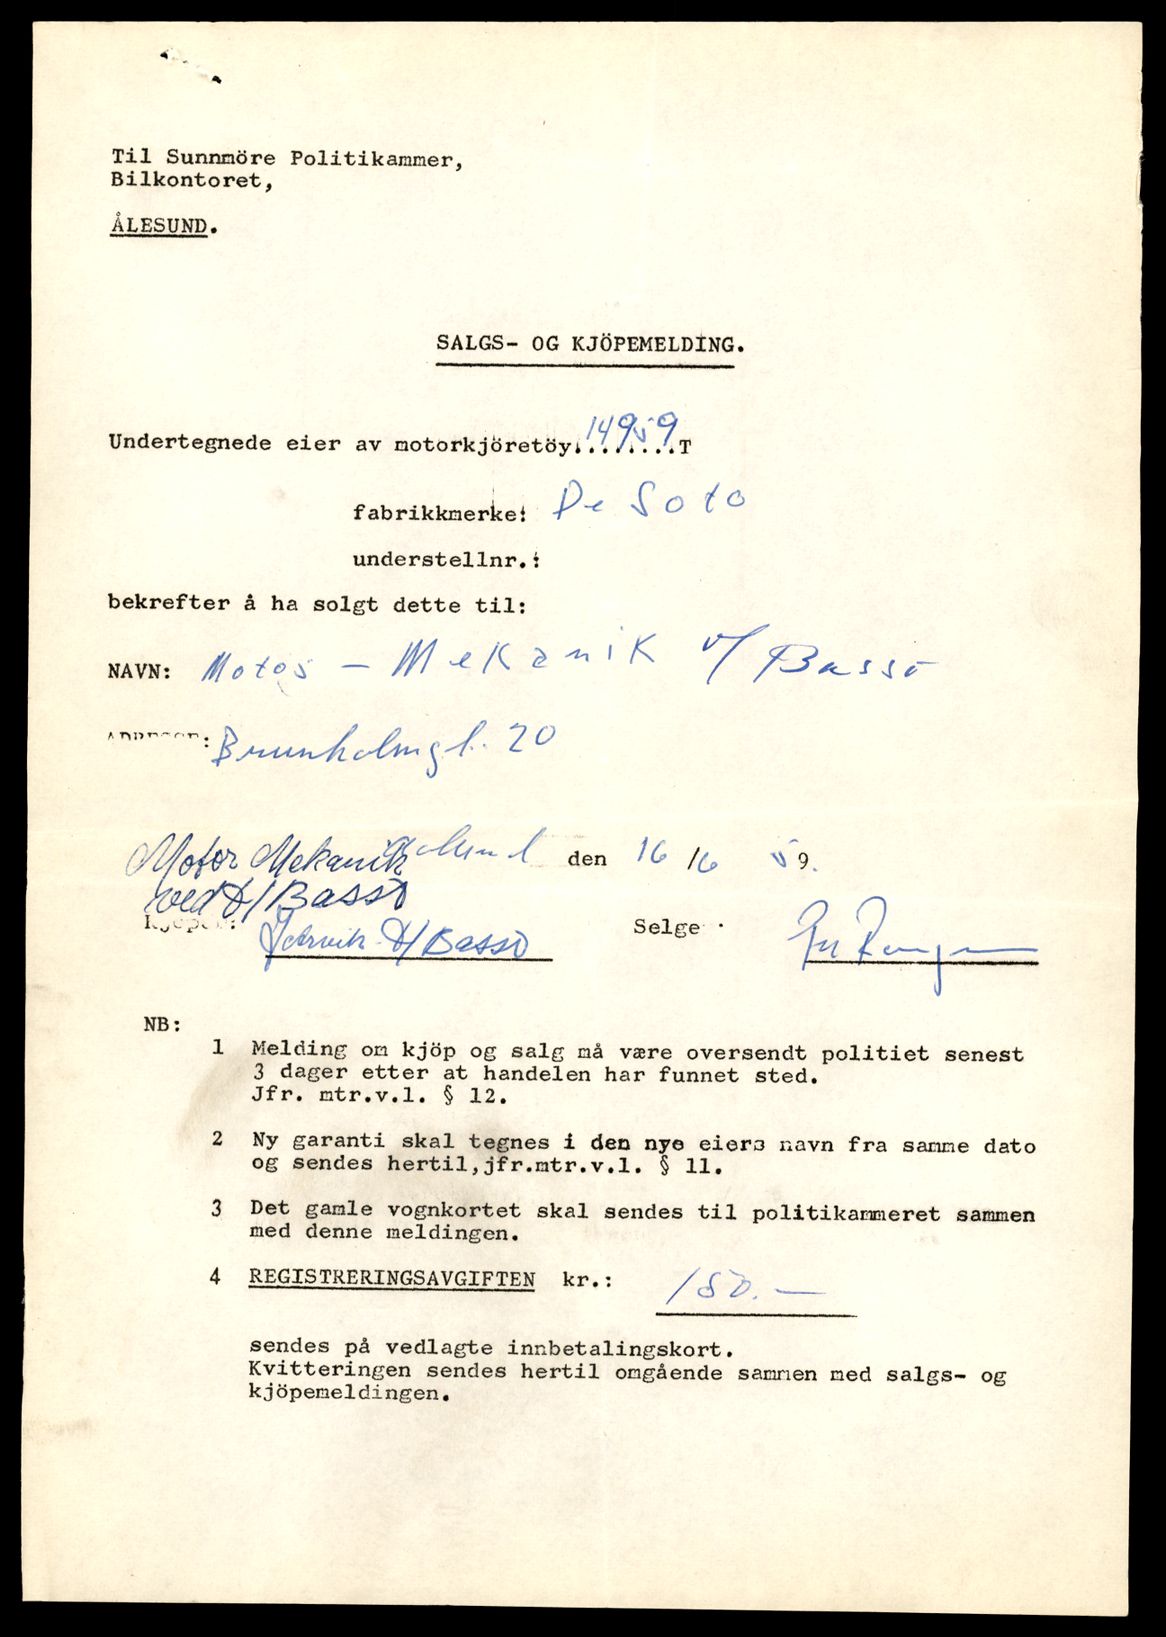 Til Sunnmöre Politikammer,
Bilkontoret,
ÅLESUND.
SALGS- OG KJÖPEMELDING.
Undertegnede eier av motorkjöretöy.14959.T
fabrikkmerke: De Soto
understellnr.:
bekrefter å ha solgt dette til:
NAVN: Motor - Mekanik v/ Basso
ADRESSE: Brunholmgt. 20
Motor Mekanik den 16/6 59.
ved H/Basso
Kjöper: H/Basso Selge
NB:
1 Melding om kjöp og salg må være oversendt politiet senest
3 dager etter at handelen har funnet sted.
Jfr. mtr.v.l. § 12.
2 Ny garanti skal tegnes i den nye eiers navn fra samme dato
og sendes hertil,jfr.mtr.v.l. § 11.
3 Det gamle vognkortet skal sendes til politikammeret sammen
med denne meldingen.
4 REGISTRERINGSAVGIFTEN kr.: 150.—
sendes på vedlagte innbetalingskort.
Kvitteringen sendes hertil omgående sammen med salgs- og
kjöpemeldingen.